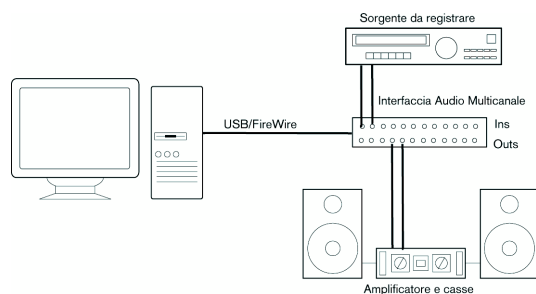 Sorgente da registrare
Interfaccia Audio Multicanale
USB/FireWire
Ins
Outs
Amplificatore e casse